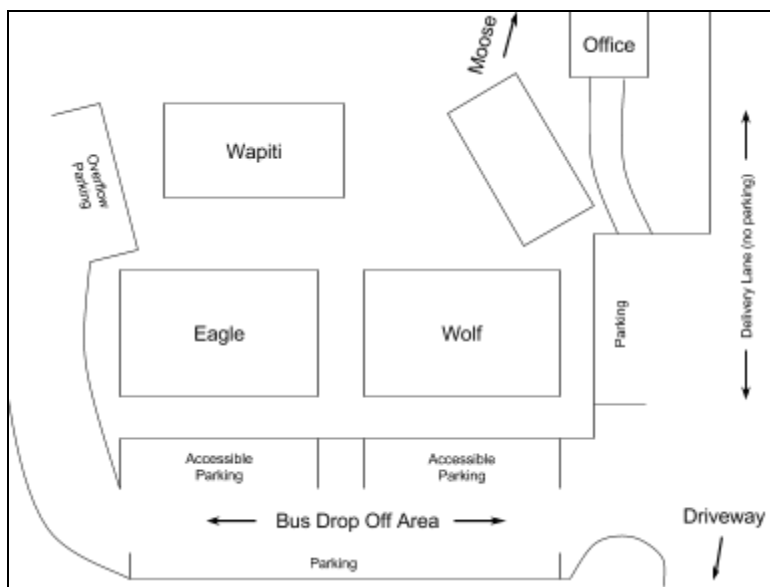 Moose
Office
Wapiti
Overflow
Parking
Delivery Lane (no parking)
Eagle
Wolf
Parking
Accessible
Parking
Accessible
Parking
Bus Drop Off Area
Driveway
Parking